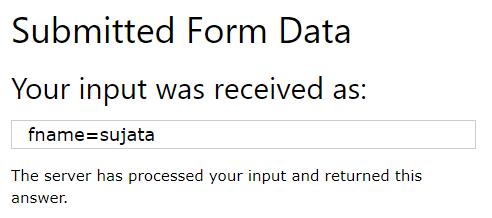 Submitted Form Data
Your input was received as:
fname=sujata
The server has processed your input and returned this
answer.